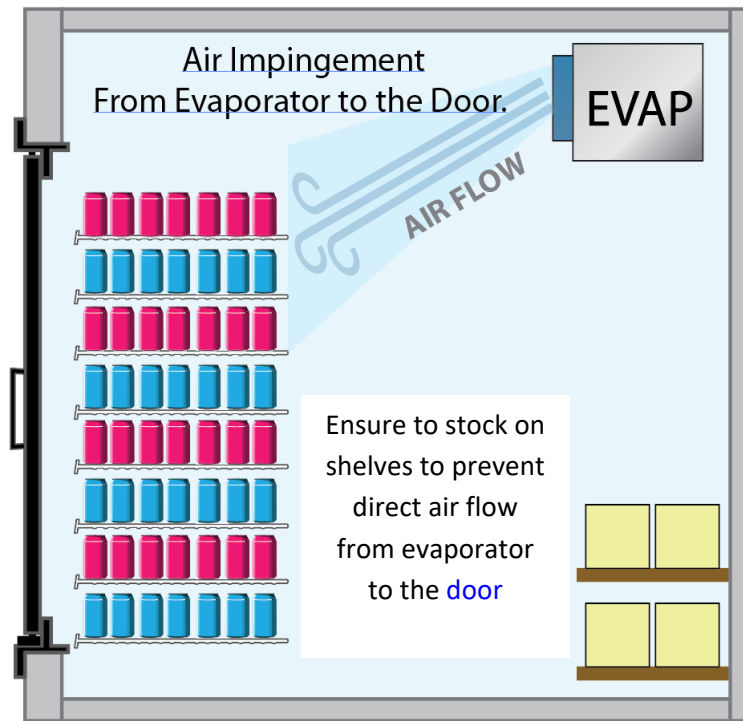 Air Impingement
From Evaporator to the Door.
EVAP
AIR FLOW
Ensure to stock on
shelves to prevent
direct air flow
from evaporator
to the door